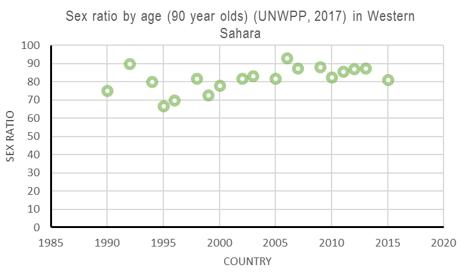 Sex ratio by age (90 year olds) (UNWPP, 2017) in Western
Sahara
100
90
80
70
60
50
40
30
20
10
0
SEX RATIO
1985 1990 1995 2000 2005 2010 2015 2020
COUNTRY